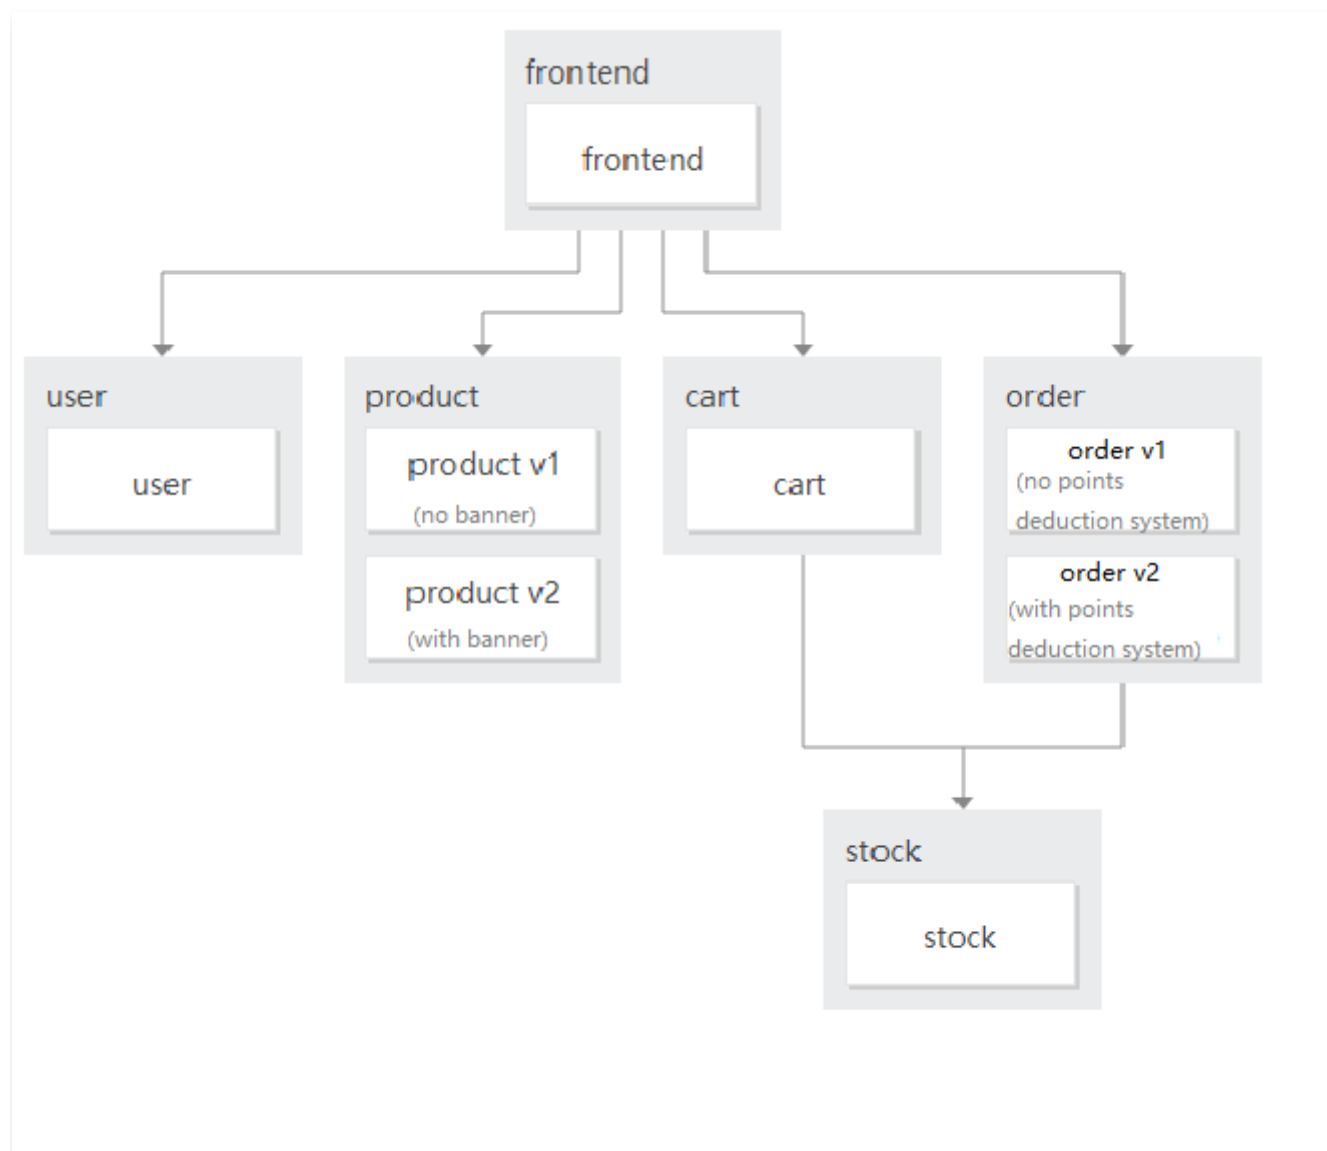 frontend
frontend
user
user
product
product v1
(no banner)
product v2
(with banner)
cart
cart
order
order v1
(no points
deduction system)
order v2
(with points
deduction system)
stock
stock